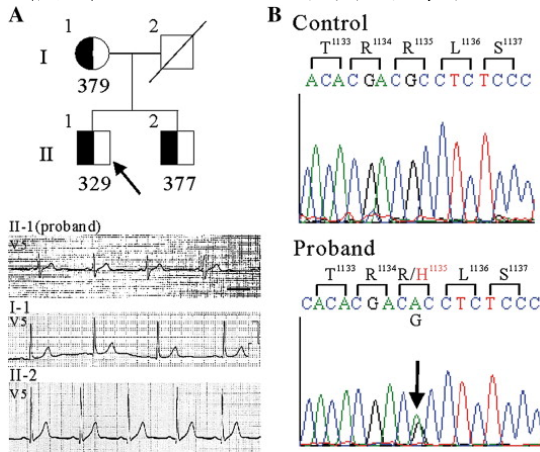 A
B
Control
1
2
I
T1133 R1134 R1135 L1136 S1137
ACACGACGCCTCTCCC
379
1
2
II
329
377
Proband
II-1(proband)
V5
T1133 R1134R/H1135 L1136 S1137
CACACGACACCTCTCCC
G
I-1
V5
II-2
V5